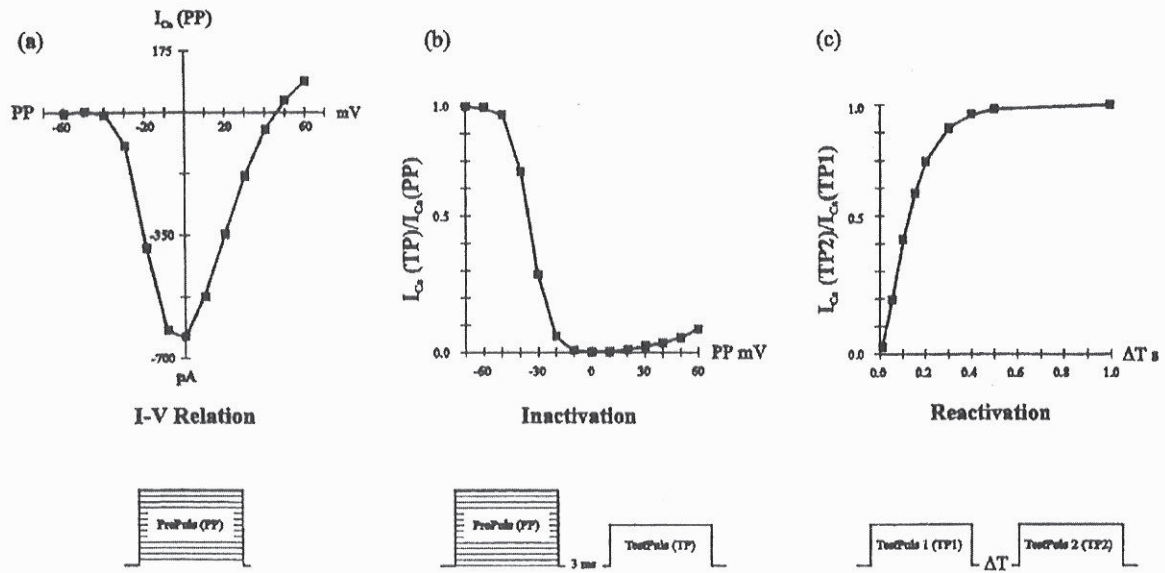 (a)
I_Ca (PP)
175
PP
-60
-20
20
60
mV
-350
-700
pA
I-V Relation
(b)
I_Ca (TP)/I_Ca(PP)
1.0
0.5
0.0
-60
-30
0
30
60
PP mV
Inactivation
(c)
I_Ca (TP2)/I_Ca(TP1)
1.0
0.5
0.0
0.0
0.2
0.4
0.6
0.8
1.0
ΔT s
Reactivation
PrePuls (PP)
PrePuls (PP)
3 ms
TestPuls (TP)
TestPuls 1 (TP1)
ΔT
TestPuls 2 (TP2)